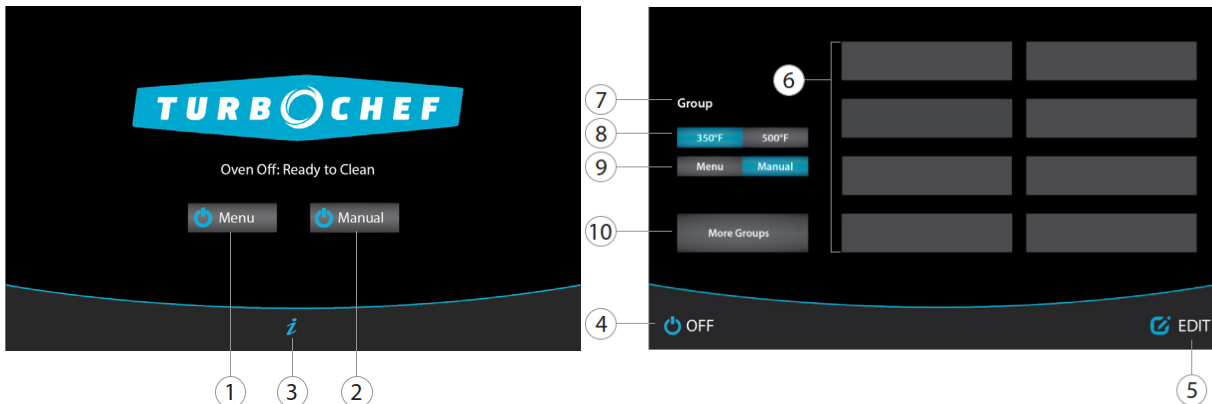 TURBOCHEF
Oven Off: Ready to Clean
Menu
Manual
i
1
3
2
6
7
Group
8
350°F
500°F
9
Menu
Manual
10
More Groups
4
OFF
EDIT
5